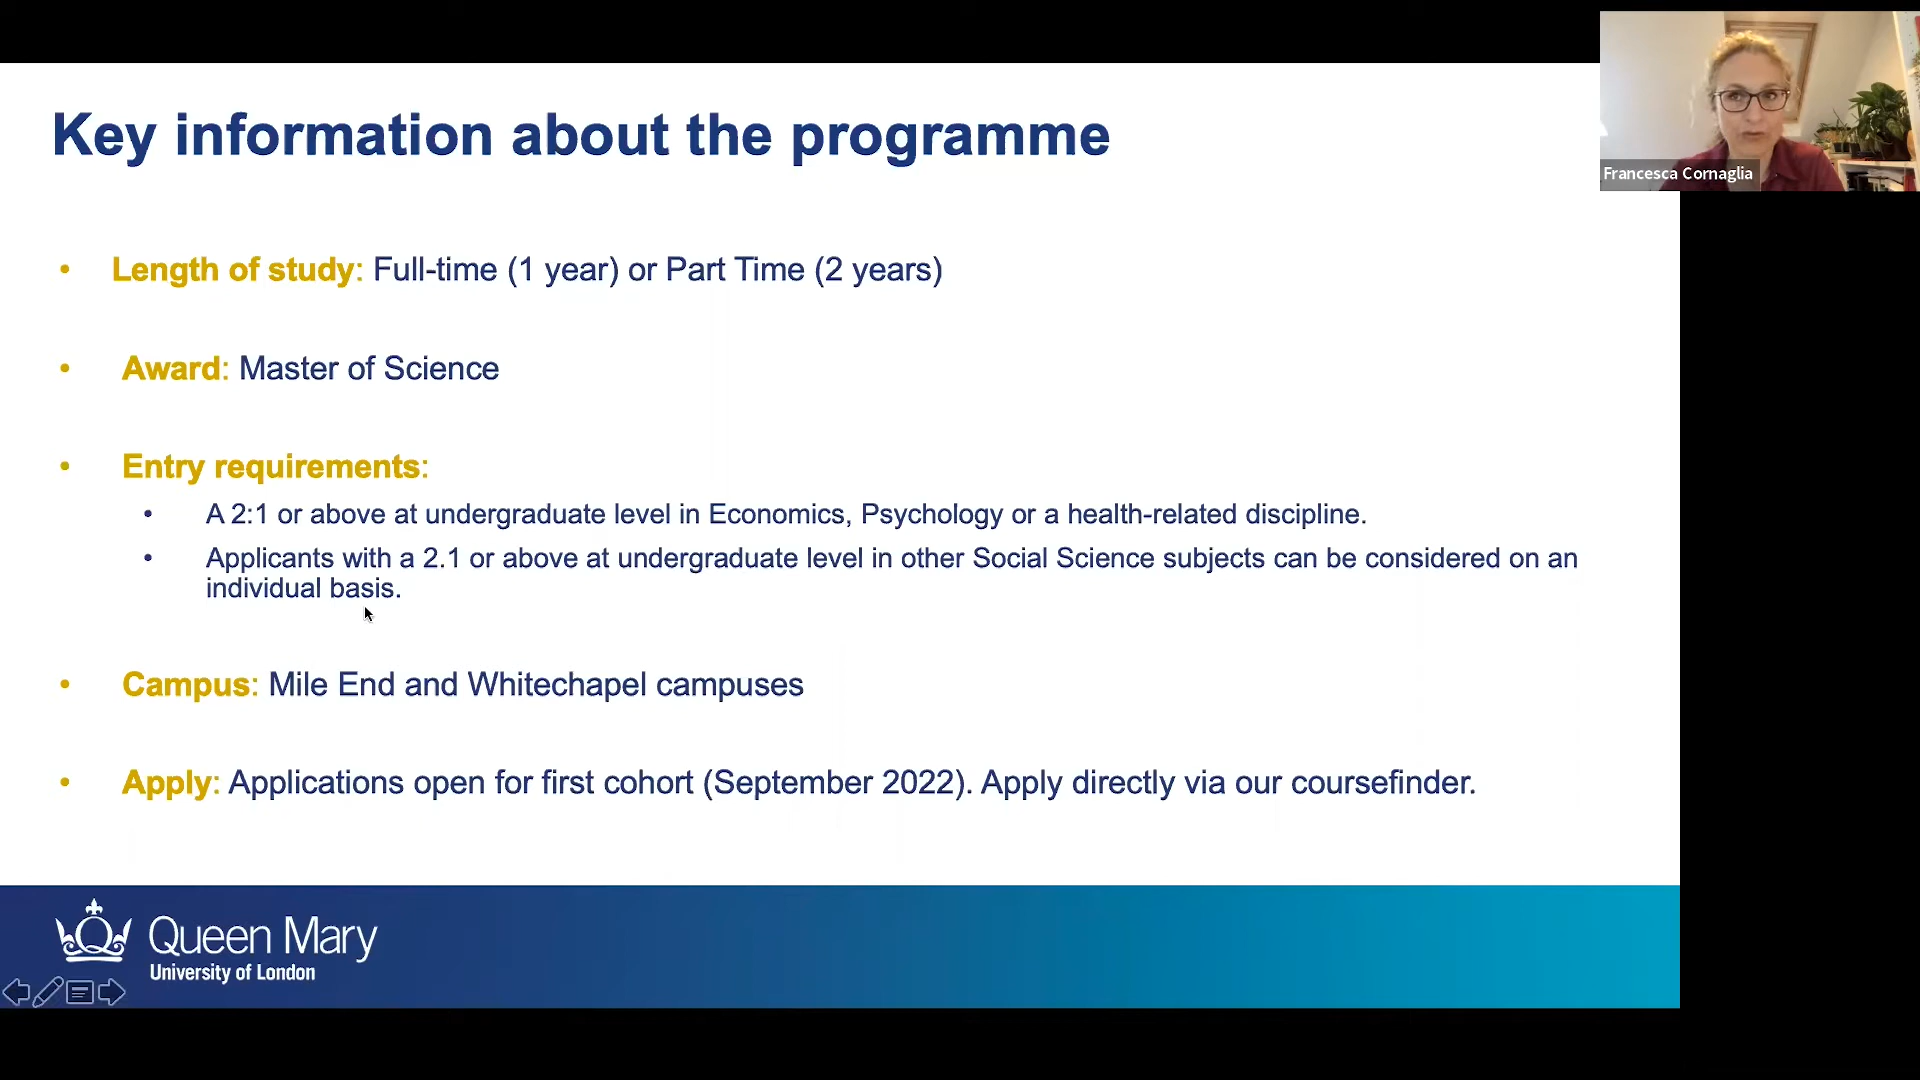 Key information about the programme
Francesca Cornaglia
• Length of study: Full-time (1 year) or Part Time (2 years)
• Award: Master of Science
• Entry requirements:
• A 2:1 or above at undergraduate level in Economics, Psychology or a health-related discipline.
• Applicants with a 2.1 or above at undergraduate level in other Social Science subjects can be considered on an
individual basis.
• Campus: Mile End and Whitechapel campuses
• Apply: Applications open for first cohort (September 2022). Apply directly via our coursefinder.
Queen Mary
University of London